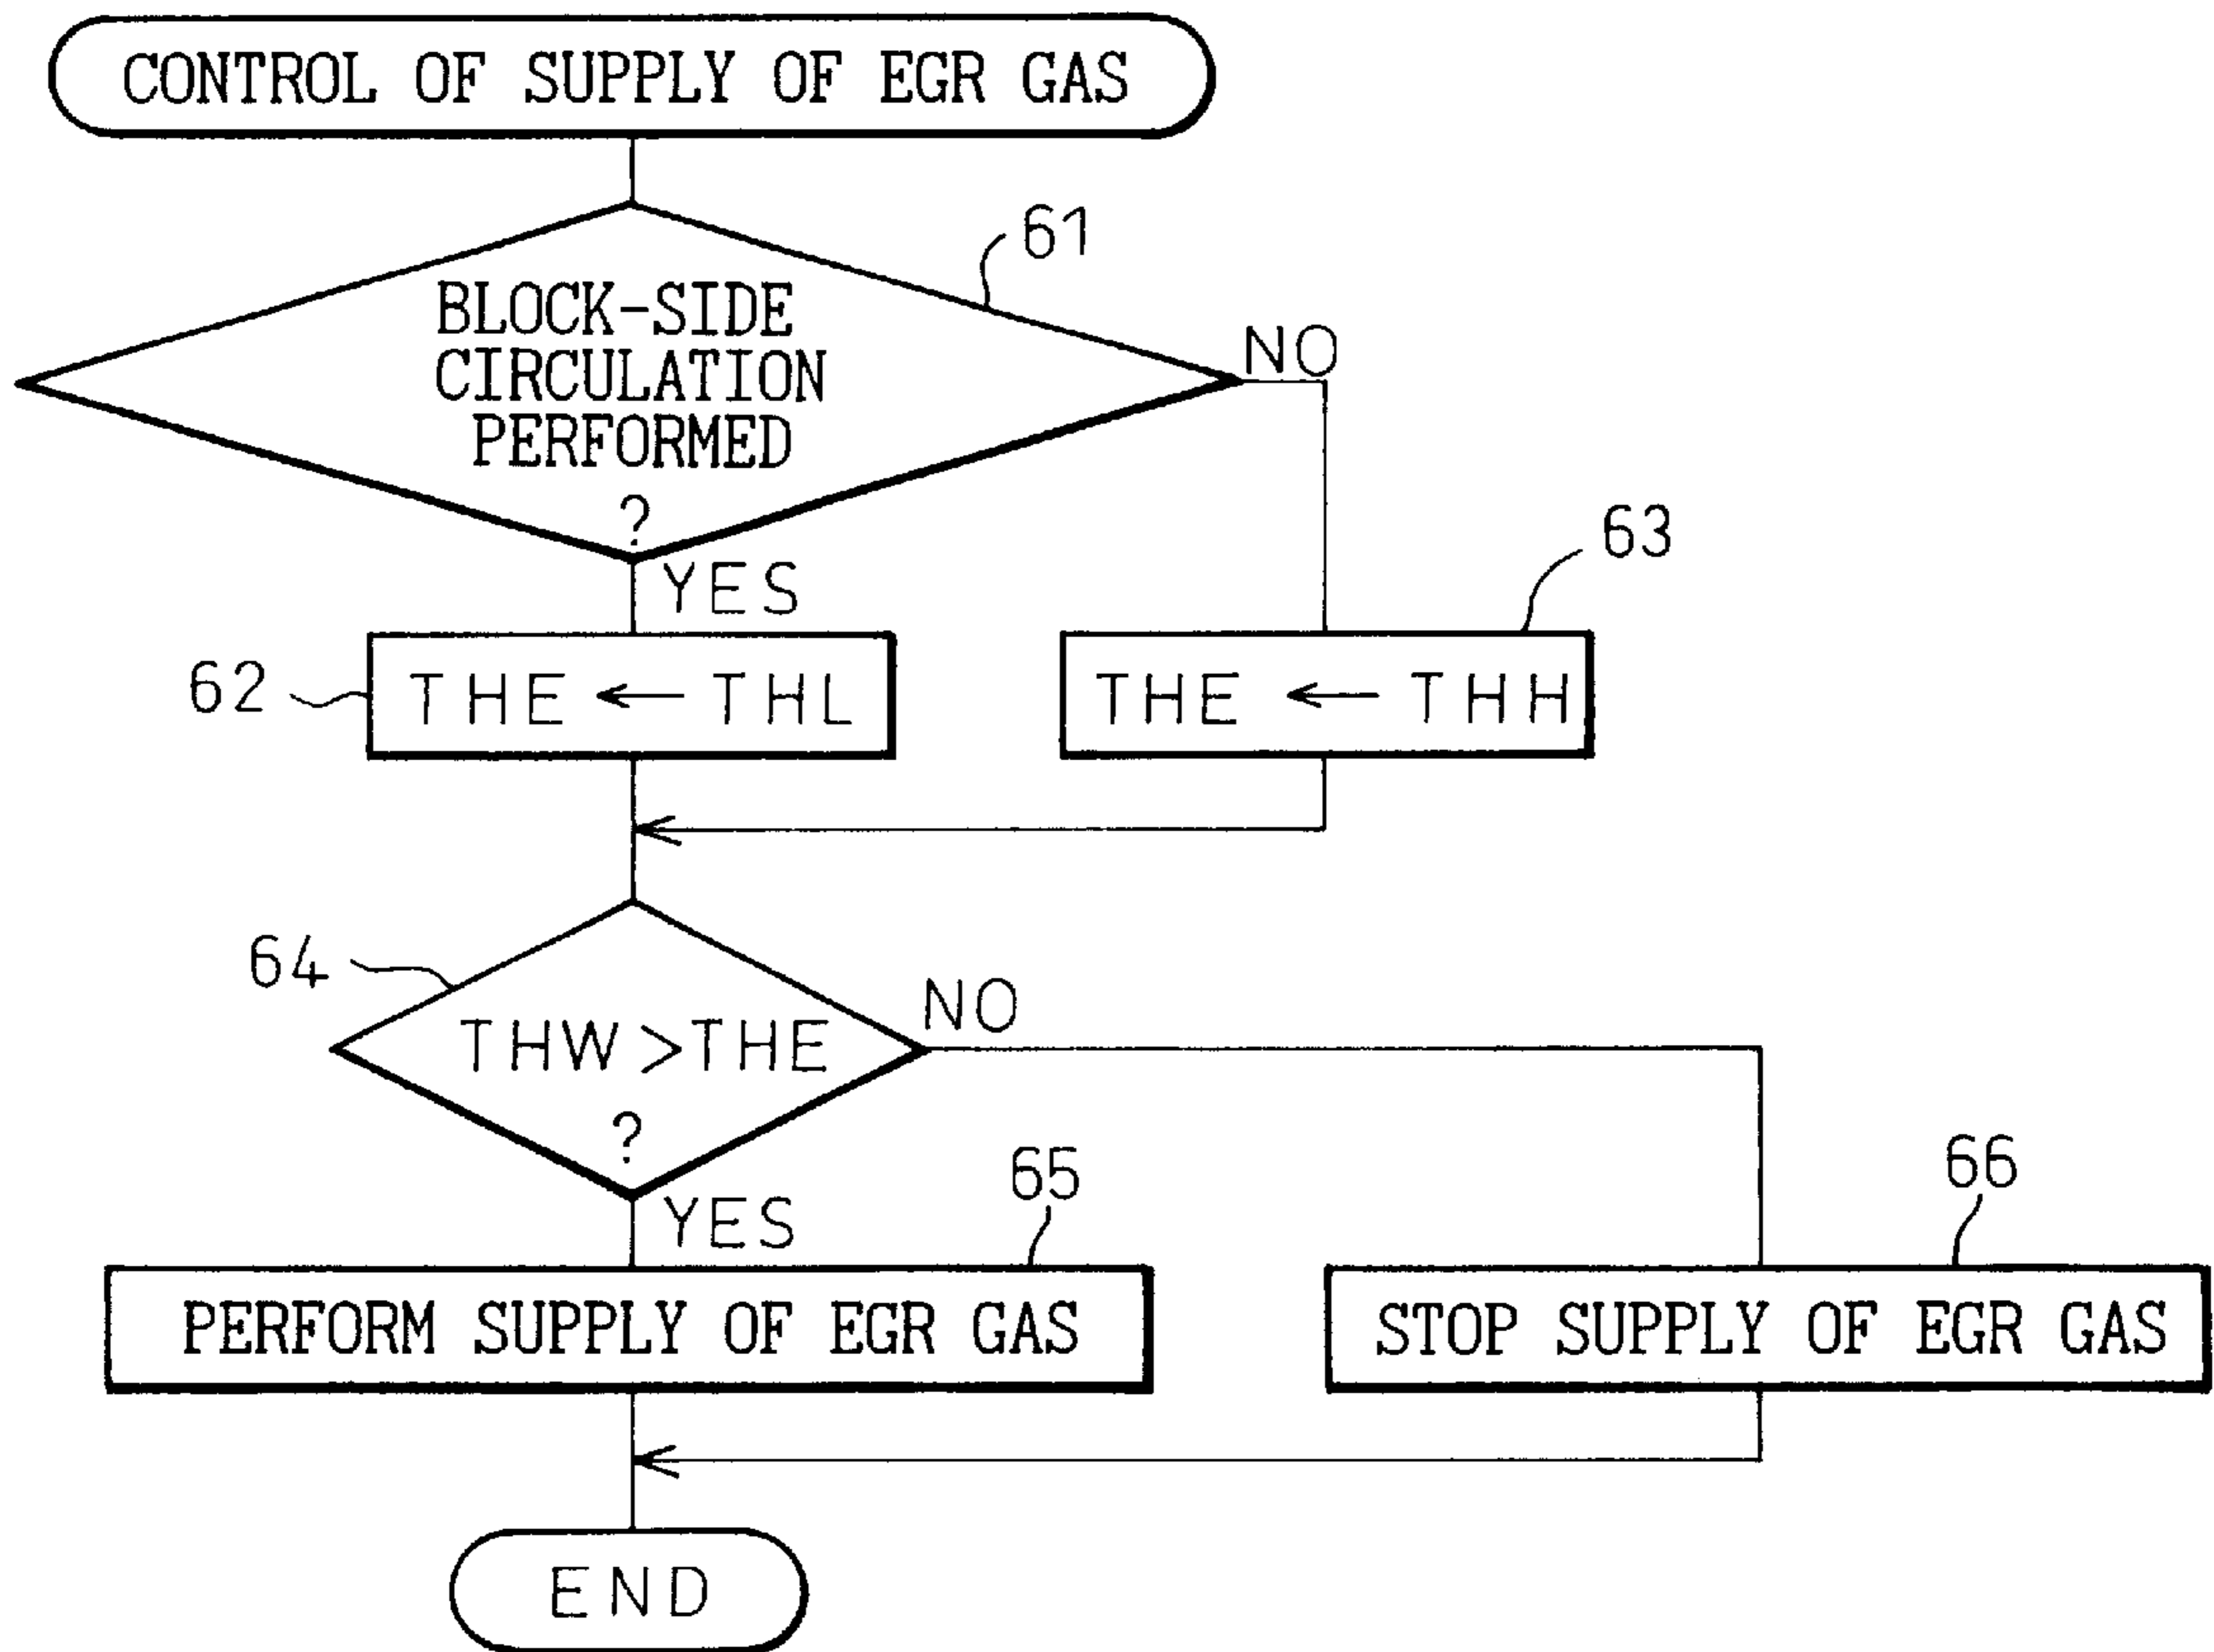 CONTROL OF SUPPLY OF EGR GAS
61
BLOCK-SIDE
CIRCULATION
PERFORMED
?
NO
YES
63
62
THE ← THL
THE ← THH
64
THW>THE
?
NO
YES
65
66
PERFORM SUPPLY OF EGR GAS
STOP SUPPLY OF EGR GAS
END